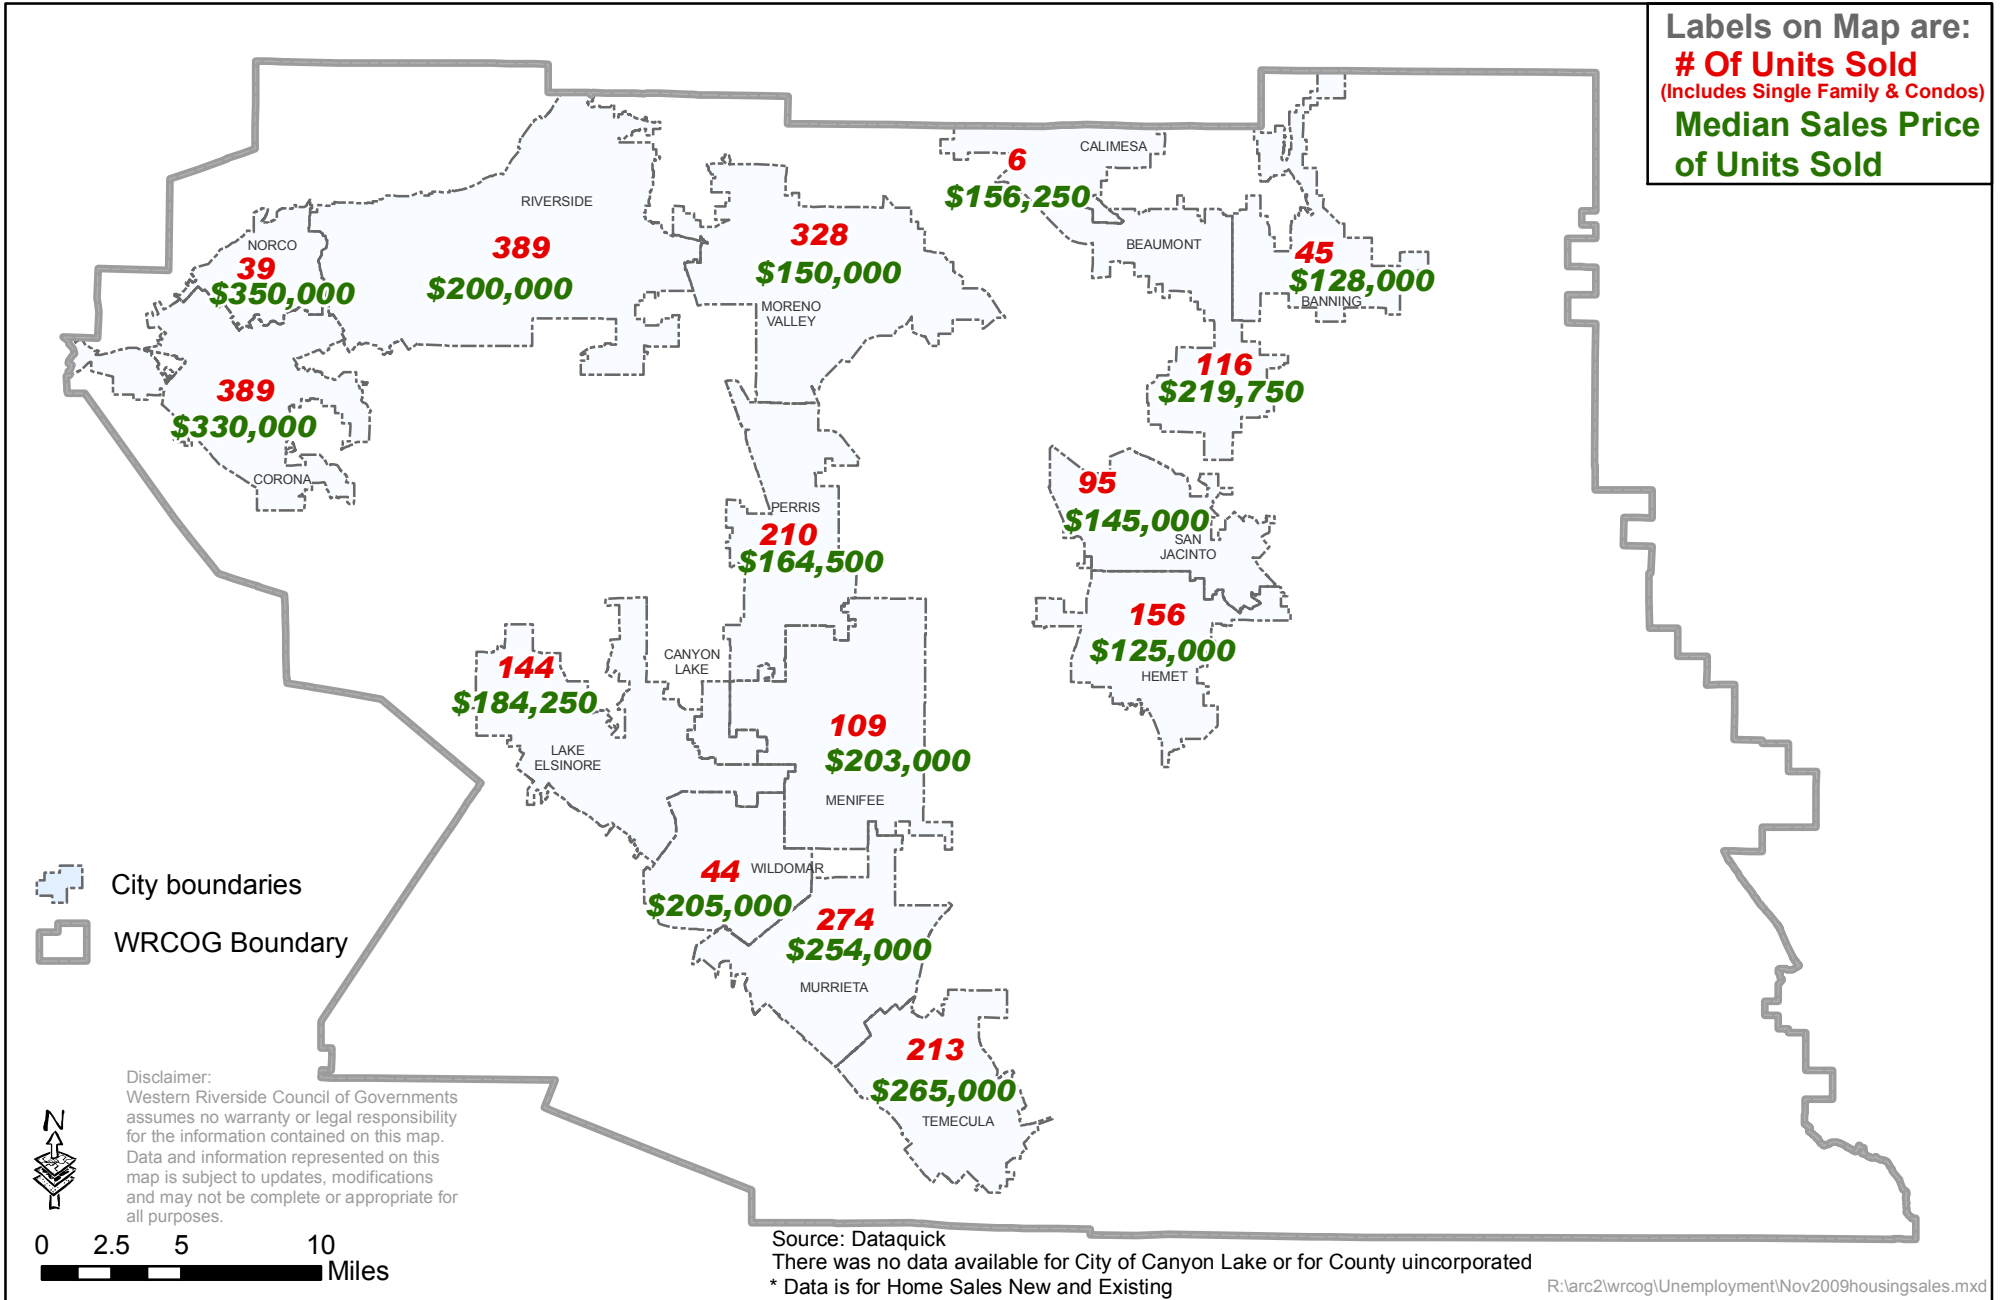 Labels on Map are:
# Of Units Sold
(Includes Single Family & Condos)
Median Sales Price
of Units Sold
CALIMESA
6
$156,250
RIVERSIDE
389
$200,000
NORCO
39
$350,000
328
$150,000
MORENO
VALLEY
BEAUMONT
45
$128,000
BANNING
116
$219,750
389
$330,000
CORONA
95
$145,000
SAN
JACINTO
PERRIS
210
$164,500
156
$125,000
HEMET
144
$184,250
LAKE
ELSINORE
CANYON
LAKE
109
$203,000
MENIFEE
44
WILDOMAR
$205,000
274
$254,000
MURRIETA
213
$265,000
TEMECULA
City boundaries
WRCOG Boundary
Disclaimer:
Western Riverside Council of Governments
assumes no warranty or legal responsibility
for the information contained on this map.
Data and information represented on this
map is subject to updates, modifications
and may not be complete or appropriate for
all purposes.
N
0 2.5 5 10
Miles
Source: Dataquick
There was no data available for City of Canyon Lake or for County uincorporated
* Data is for Home Sales New and Existing
R:\arc2\wrcog\Unemployment\Nov2009housingsales.mxd